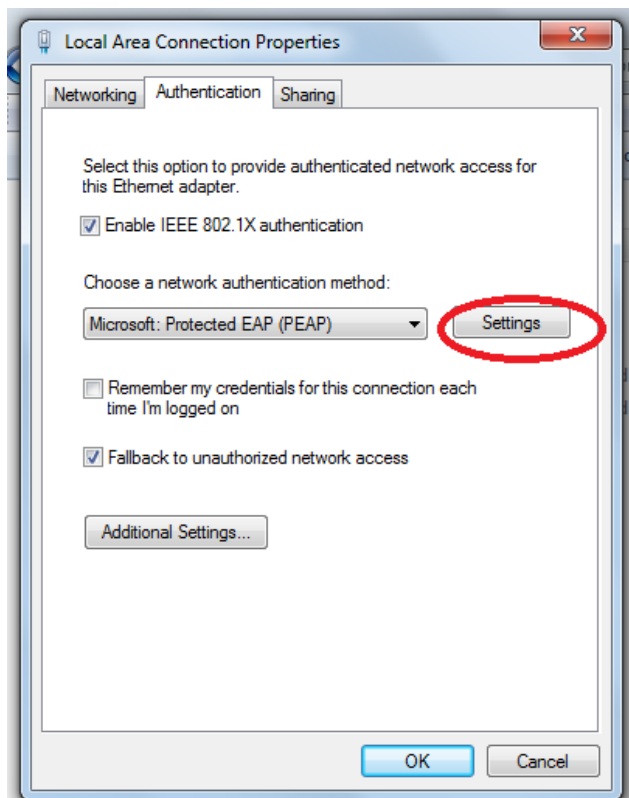 Local Area Connection Properties
Networking Authentication Sharing
Select this option to provide authenticated network access for
this Ethernet adapter.
Enable IEEE 802.1X authentication
Choose a network authentication method:
Microsoft: Protected EAP (PEAP) Settings
Remember my credentials for this connection each
time I'm logged on
Fallback to unauthorized network access
Additional Settings...
OK Cancel